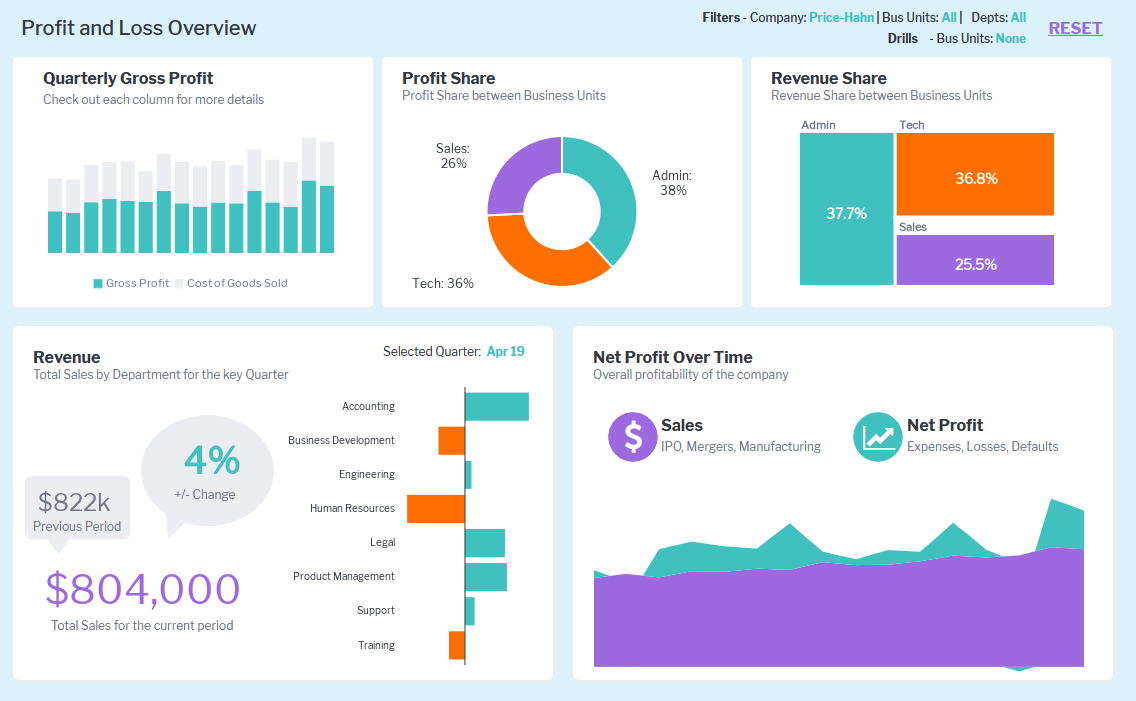 Profit and Loss Overview
Filters - Company: Price-Hahn | Bus Units: All | Depts: All
Drills - Bus Units: None
RESET
Quarterly Gross Profit
Check out each column for more details
Gross Profit
Cost of Goods Sold
Profit Share
Profit Share between Business Units
Sales:
26%
Admin:
38%
Tech: 36%
Revenue Share
Revenue Share between Business Units
Admin
Tech
37.7%
36.8%
Sales
25.5%
Revenue
Total Sales by Department for the key Quarter
Selected Quarter: Apr 19
4%
+/- Change
$822k
Previous Period
$804,000
Total Sales for the current period
Accounting
Business Development
Engineering
Human Resources
Legal
Product Management
Support
Training
Net Profit Over Time
Overall profitability of the company
$
Sales
IPO, Mergers, Manufacturing
Net Profit
Expenses, Losses, Defaults